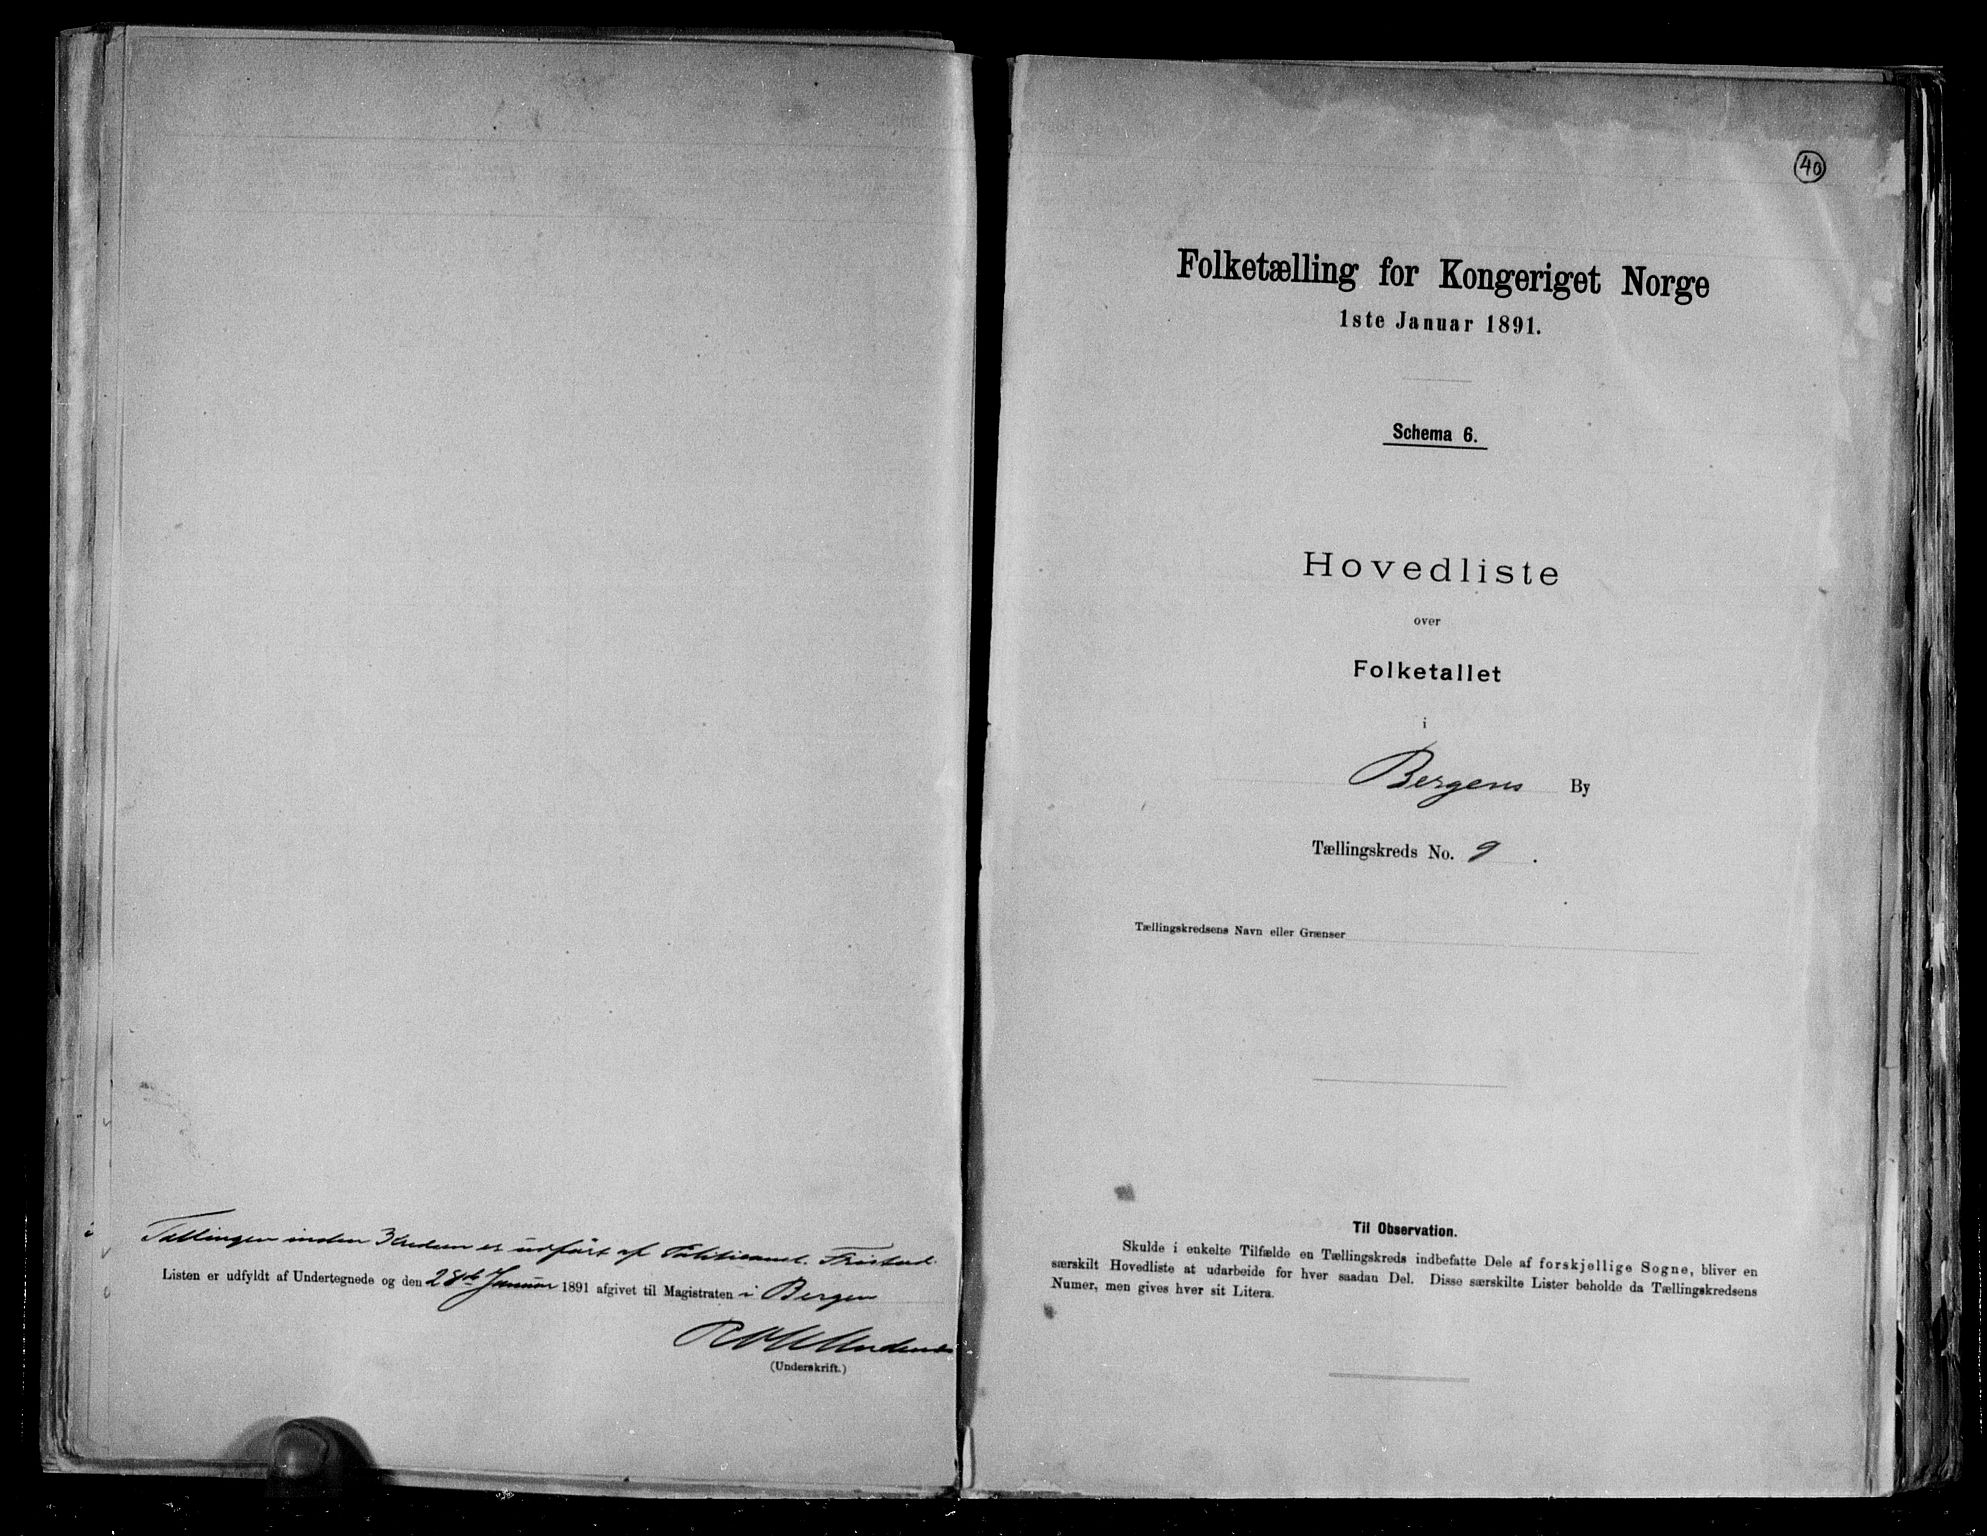 Tællingen inden Kredsen er udført af
Listen er udfyldt af Undertegnede og den 28de Januar 1891 afgivet til Magistraten i Bergen
(Underskrift.)
40
Folketælling for Kongeriget Norge
1ste Januar 1891.
Schema 6.
Hovedliste
over
Folketallet
i
Bergens By
Tællingskreds No. 9.
Tællingskredsens Navn eller Grænser
Til Observation.
Skulde i enkelte Tilfælde en Tællingskreds indbefatte Dele af forskjellige Sogne, bliver en
særskilt Hovedliste at udarbeide for hver saadan Del. Disse særskilte Lister beholde da Tællingskredsens
Numer, men gives hver sit Litera.